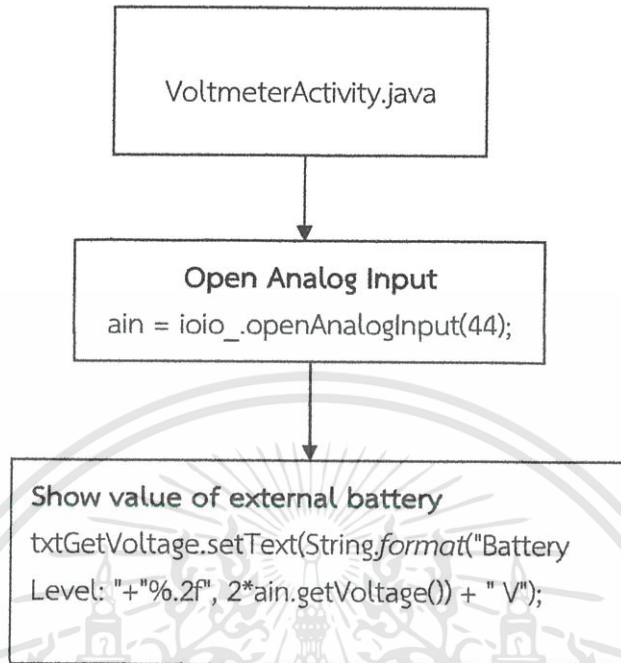 VoltmeterActivity.java
Open Analog Input
ain = ioio_.openAnalogInput(44);
Show value of external battery
txtGetVoltage.setText(String.format("Battery
Level: "+"%.2f", 2*ain.getVoltage()) + " V");